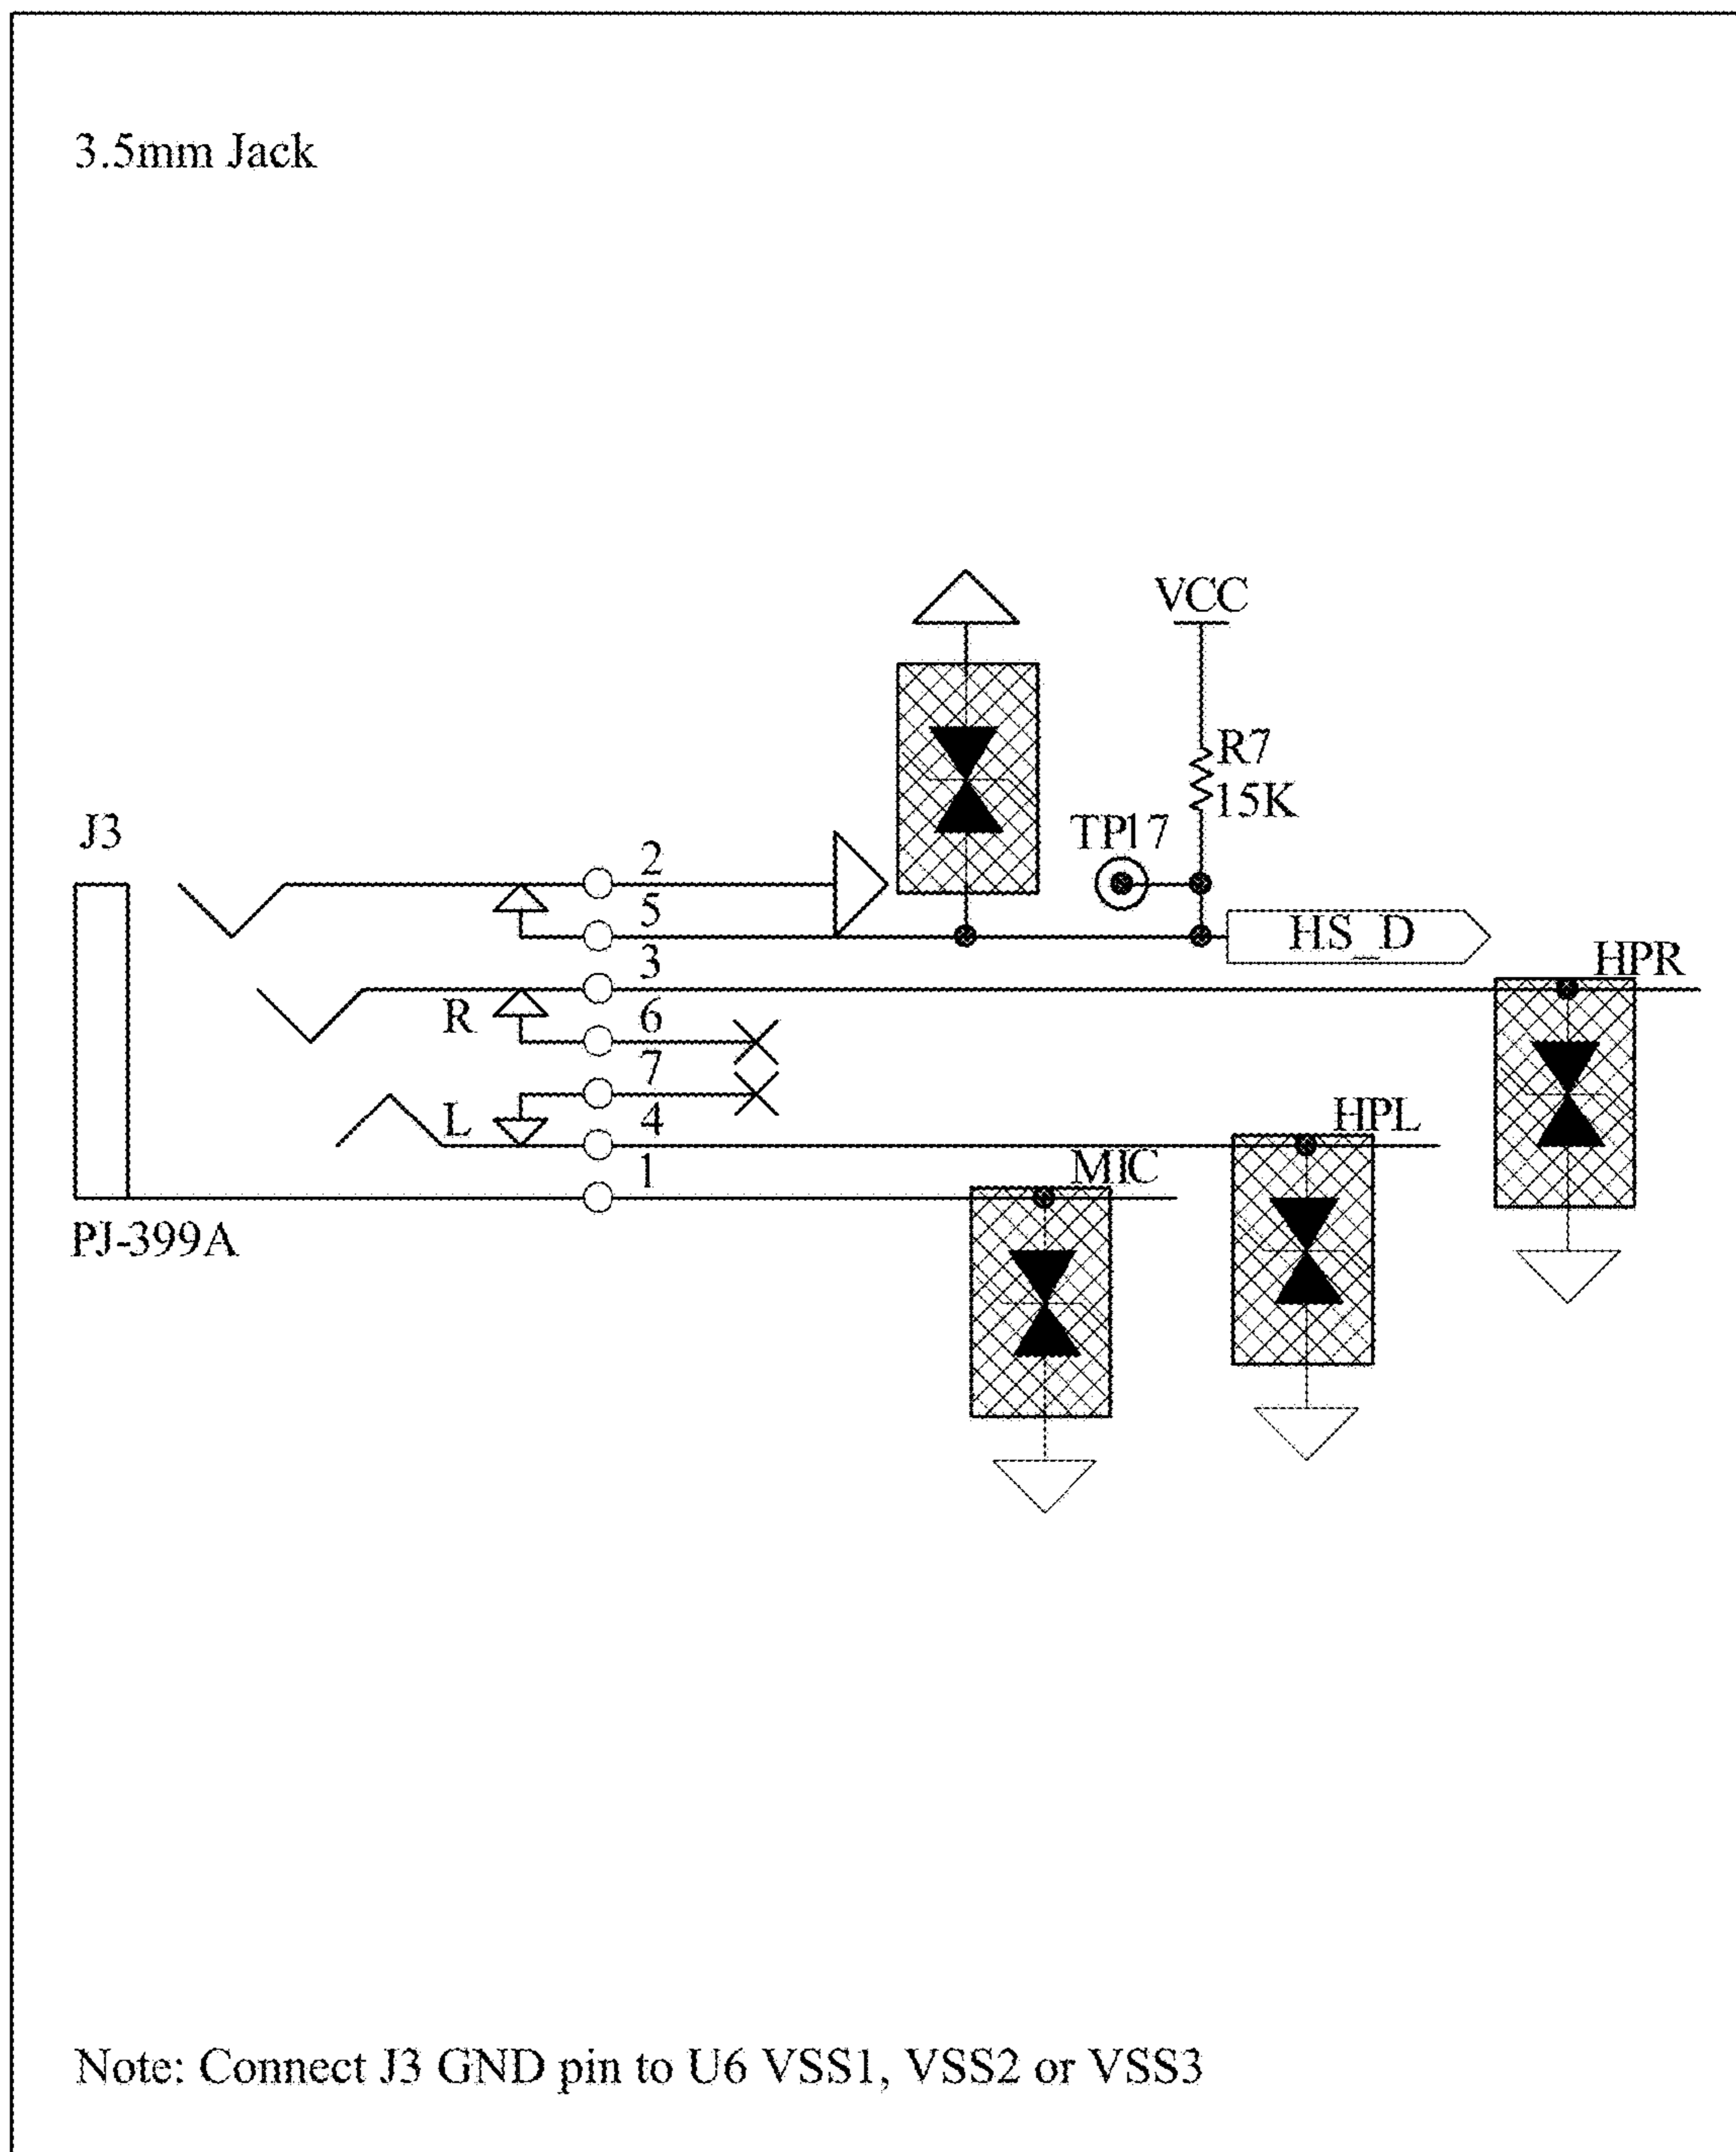 3.5mm Jack
VCC
R7
15K
TP17
J3
2
5
HS_D
3
HPR
R
6
7
HPL
L
4
MIC
1
PJ-399A
Note: Connect J3 GND pin to U6 VSS1, VSS2 or VSS3